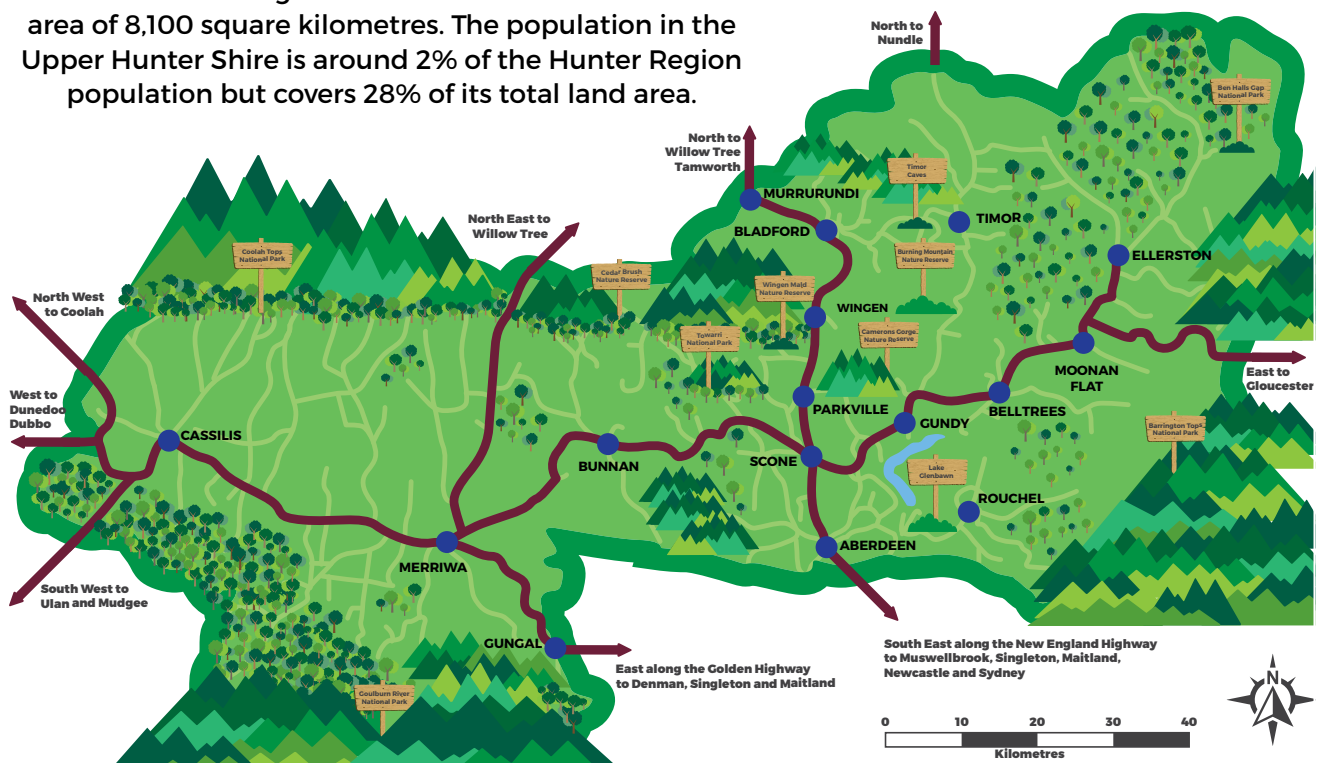 area of 8,100 square kilometres. The population in the
Upper Hunter Shire is around 2% of the Hunter Region
population but covers 28% of its total land area.
North to
Nundle
Ben Halls Gap
National Park
North to
Willow Tree
Tamworth
Timor
Caves
MURRURUNDI
BLADFORD
TIMOR
North East to
Willow Tree
Coolah Tops
National Park
Cedar Brush
Nature Reserve
Burning Mountain
Nature Reserve
ELLERSTON
Wingen Maid
Nature Reserve
North West
to Coolah
WINGEN
Towarri
National Park
Camerons Gorge
Nature Reserve
MOONAN
FLAT
East to
Gloucester
West to
Dunedoo
Dubbo
PARKVILLE
BELLTREES
GUNDY
Barrington Tops
National Park
CASSILIS
BUNNAN
SCONE
Lake
Glenbawn
ROUCHEL
ABERDEEN
MERRIWA
South West to
Ulan and Mudgee
GUNGAL
East along the Golden Highway
to Denman, Singleton and Maitland
South East along the New England Highway
to Muswellbrook, Singleton, Maitland,
Newcastle and Sydney
Goulburn River
National Park
N
0 10 20 30 40
Kilometres